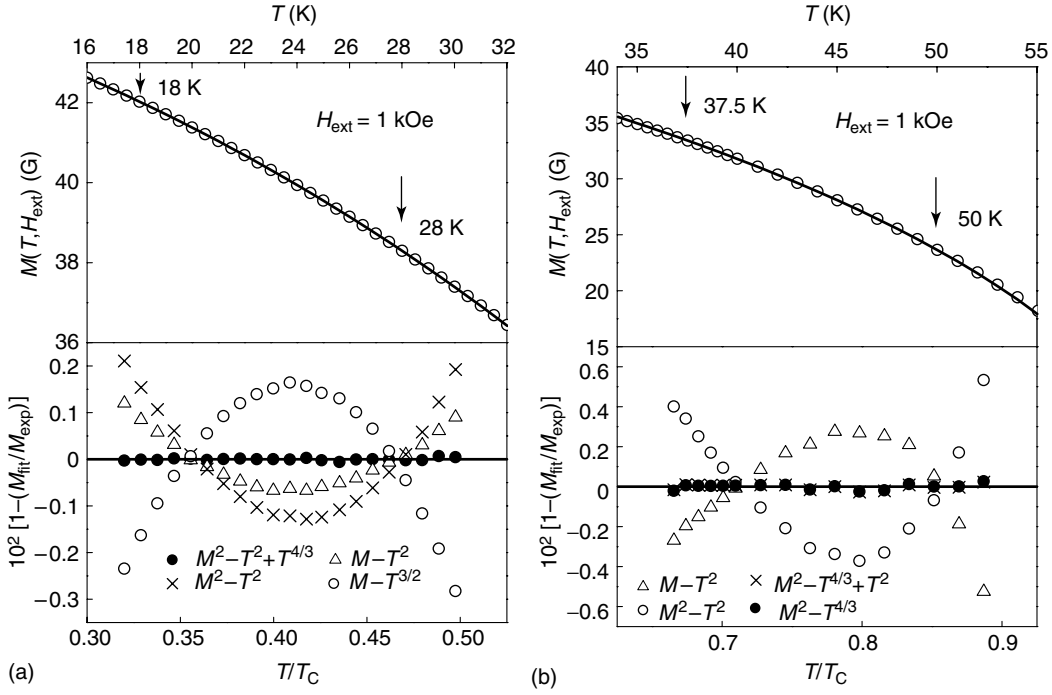 T (K)
16 18 20 22 24 26 28 30 32
42
40
38
36
M(T,H_ext) (G)
18 K
H_ext = 1 kOe
28 K
0.2
0.1
0
−0.1
−0.2
−0.3
10² [1−(M_fit/M_exp)]
M²−T²+T^4/3
M−T²
M²−T²
M−T^3/2
0.30 0.35 0.40 0.45 0.50
T/T_C
(a)
T (K)
35 40 45 50 55
40
35
30
25
20
15
M(T,H_ext) (G)
37.5 K
H_ext = 1 kOe
50 K
0.6
0.4
0.2
0
−0.2
−0.4
−0.6
10² [1−(M_fit/M_exp)]
M−T²
M²−T^4/3+T²
M²−T²
M²−T^4/3
0.7 0.8 0.9
T/T_C
(b)